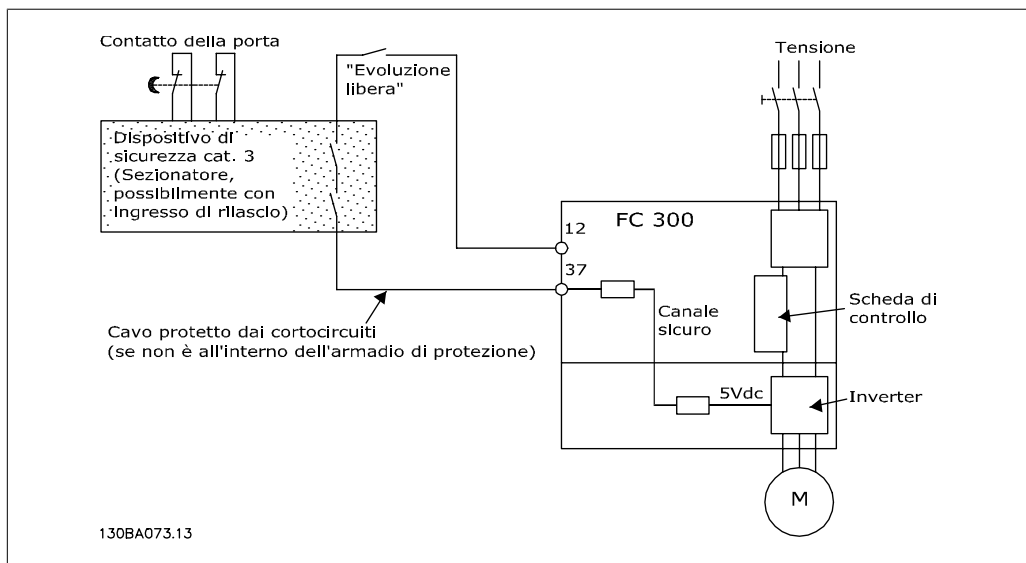 Contatto della porta
"Evoluzione
libera"
Tensione
Dispositivo di
sicurezza cat. 3
(Sezionatore,
possibilmente con
ingresso di rilascio)
12
FC 300
37
Canale
sicuro
Scheda di
controllo
Cavo protetto dai cortocircuiti
(se non è all'interno dell'armadio di protezione)
5Vdc
Inverter
M
130BA073.13